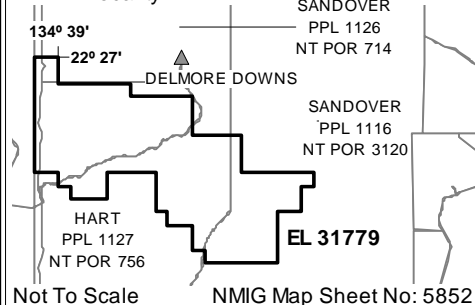 SANDOVER
PPL 1126
NT POR 714
134º 39'
22º 27'
DELMORE DOWNS
SANDOVER
PPL 1116
NT POR 3120
HART
PPL 1127
NT POR 756
EL 31779
Not To Scale
NMIG Map Sheet No: 5852